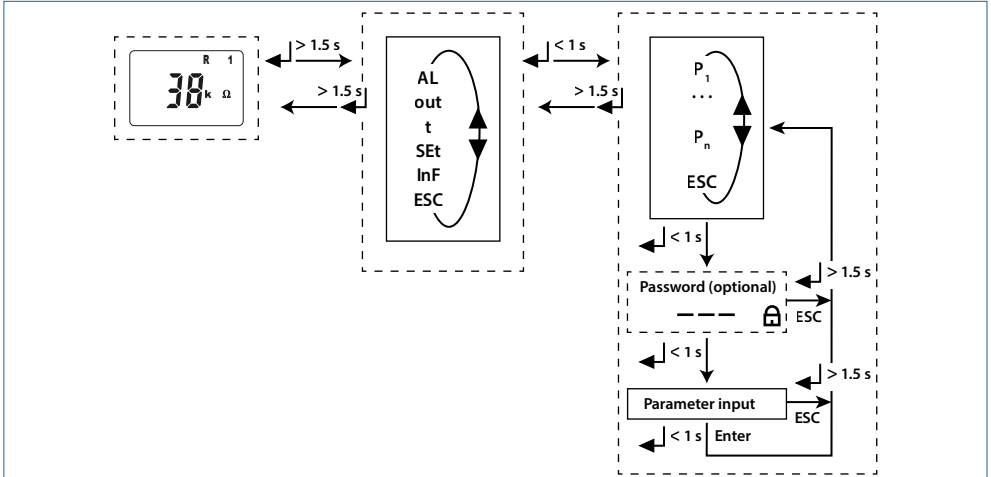 R 1
38 k Ω
> 1.5 s
> 1.5 s
AL
out
t
SEt
InF
ESC
< 1 s
> 1.5 s
P1
...
Pn
ESC
< 1 s
> 1.5 s
Password (optional)
– – –
ESC
< 1 s
> 1.5 s
Parameter input
ESC
< 1 s Enter